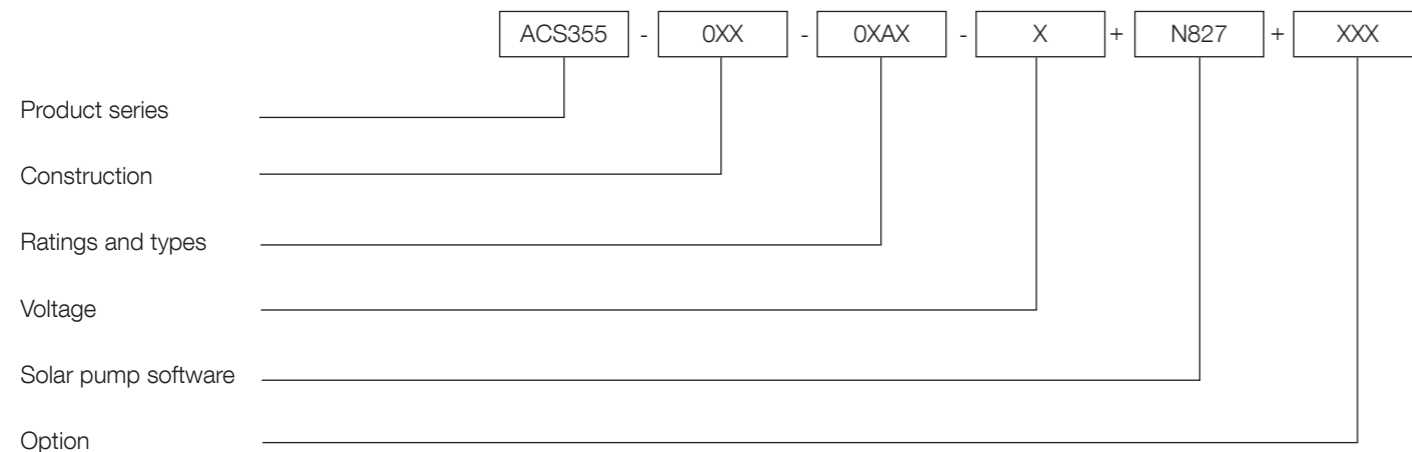 ACS355 - 0XX - 0XAX - X + N827 + XXX
Product series
Construction
Ratings and types
Voltage
Solar pump software
Option